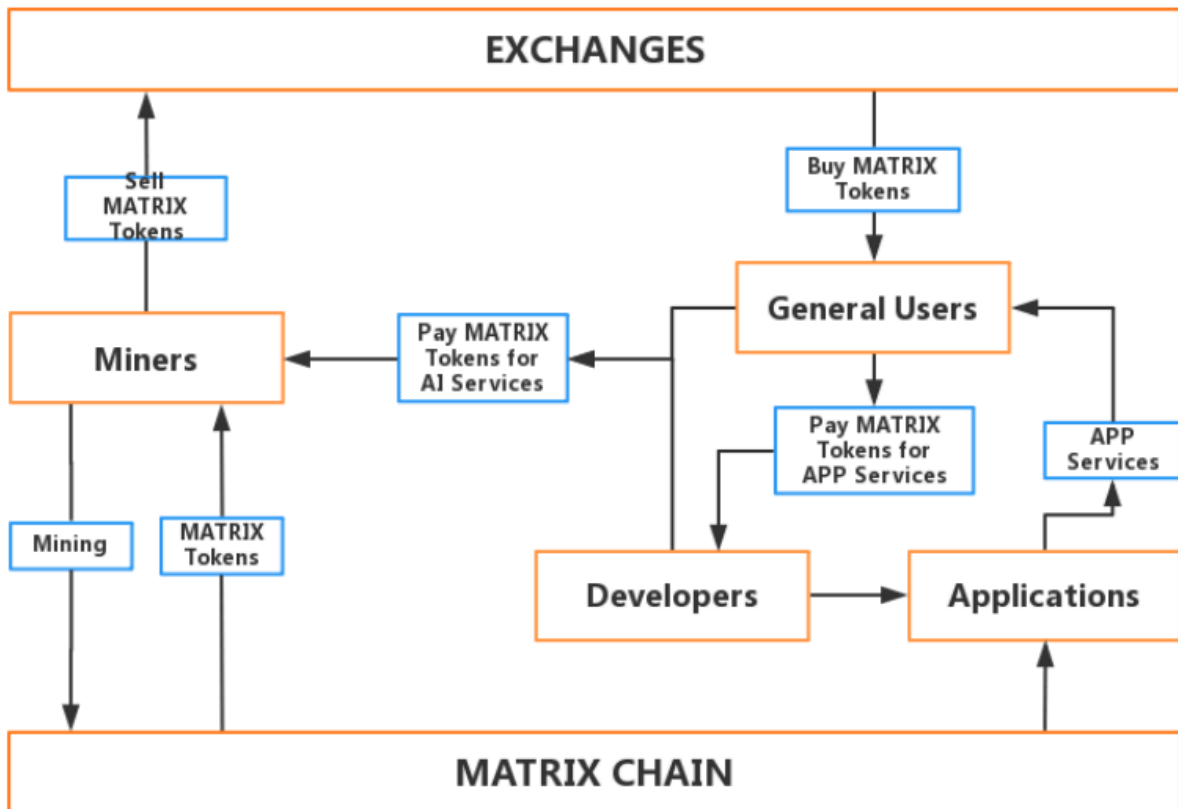 EXCHANGES
Sell
MATRIX
Tokens
Buy MATRIX
Tokens
General Users
Miners
Pay MATRIX
Tokens for
AI Services
Pay MATRIX
Tokens for
APP Services
APP
Services
Mining
MATRIX
Tokens
Developers
Applications
MATRIX CHAIN